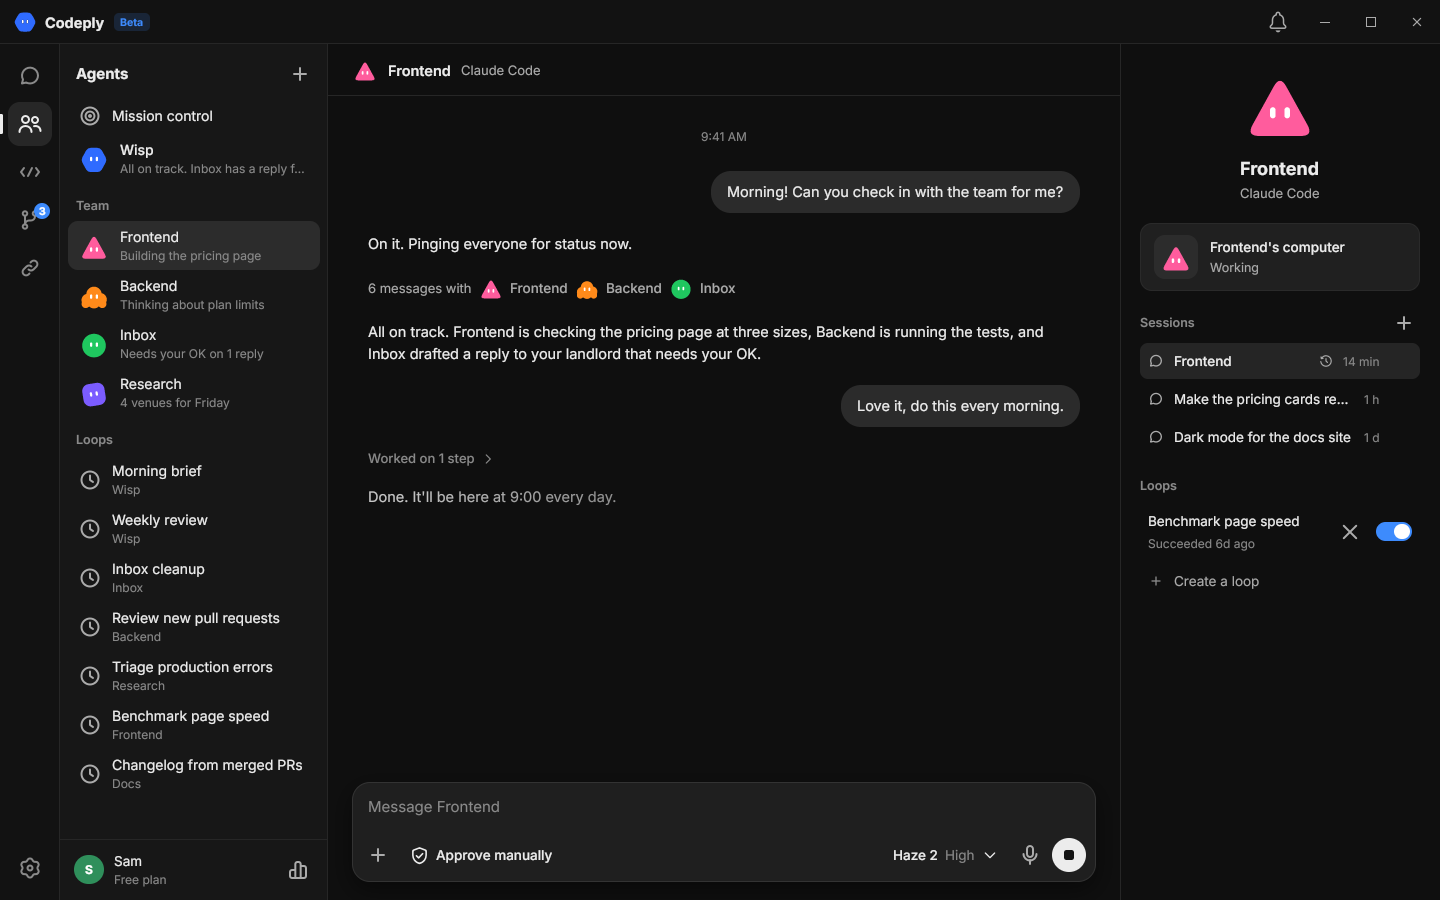 Codeply Beta
Agents
Mission control
Wisp
All on track. Inbox has a reply f...
Team
Frontend
Building the pricing page
Backend
Thinking about plan limits
Inbox
Needs your OK on 1 reply
Research
4 venues for Friday
Loops
Morning brief
Wisp
Weekly review
Wisp
Inbox cleanup
Inbox
Review new pull requests
Backend
Triage production errors
Research
Benchmark page speed
Frontend
Changelog from merged PRs
Docs
S
Sam
Free plan
3
Frontend Claude Code
9:41 AM
Morning! Can you check in with the team for me?
On it. Pinging everyone for status now.
6 messages with Frontend Backend Inbox
All on track. Frontend is checking the pricing page at three sizes, Backend is running the tests, and
Inbox drafted a reply to your landlord that needs your OK.
Love it, do this every morning.
Worked on 1 step
Done. It'll be here at 9:00 every day.
Message Frontend
Approve manually
Haze 2 High
Frontend
Claude Code
Frontend's computer
Working
Sessions
Frontend 14 min
Make the pricing cards re... 1 h
Dark mode for the docs site 1 d
Loops
Benchmark page speed
Succeeded 6d ago
Create a loop